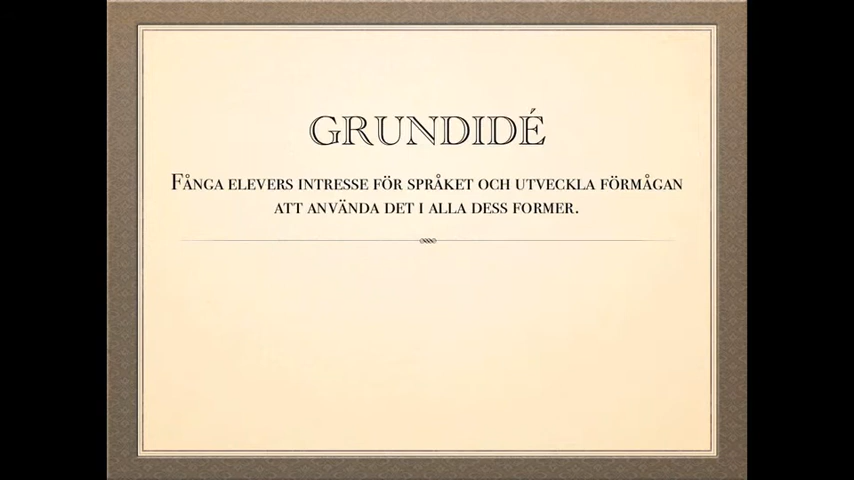 GRUNDIDÉ
Fånga elevers intresse för språket och utveckla förmågan
att använda det i alla dess former.